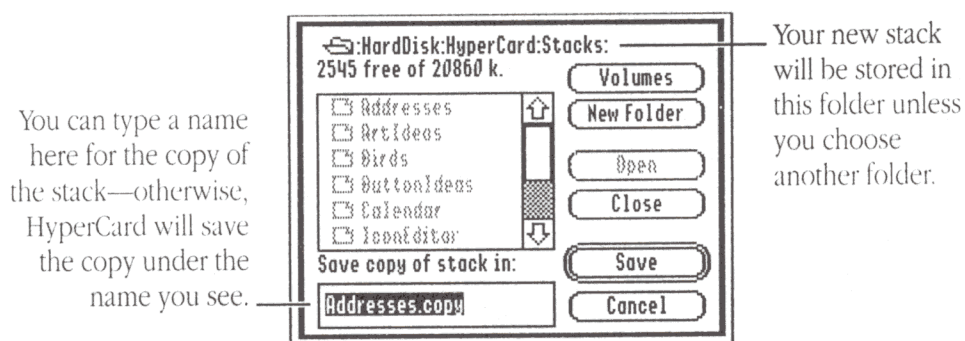 :HardDisk:HyperCard:Stacks:
2545 free of 20860 k.
Addresses
ArtIdeas
Birds
ButtonIdeas
Calendar
IconEditor
Save copy of stack in:
Addresses.copy
Volumes
New Folder
Open
Close
Save
Cancel
You can type a name
here for the copy of
the stack—otherwise,
HyperCard will save
the copy under the
name you see.
Your new stack
will be stored in
this folder unless
you choose
another folder.